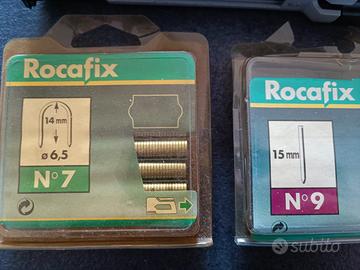 Rocafix
14 mm
ø 6,5
N°7
Rocafix
15 mm
N°9
subito